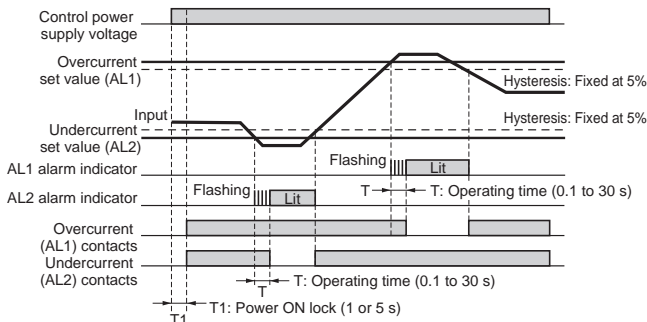 Control power
supply voltage
Overcurrent
set value (AL1)
Hysteresis: Fixed at 5%
Input
Hysteresis: Fixed at 5%
Undercurrent
set value (AL2)
Flashing
Lit
AL1 alarm indicator
T
T: Operating time (0.1 to 30 s)
Flashing
Lit
AL2 alarm indicator
Overcurrent
(AL1) contacts
Undercurrent
(AL2) contacts
T: Operating time (0.1 to 30 s)
T
T1: Power ON lock (1 or 5 s)
T1